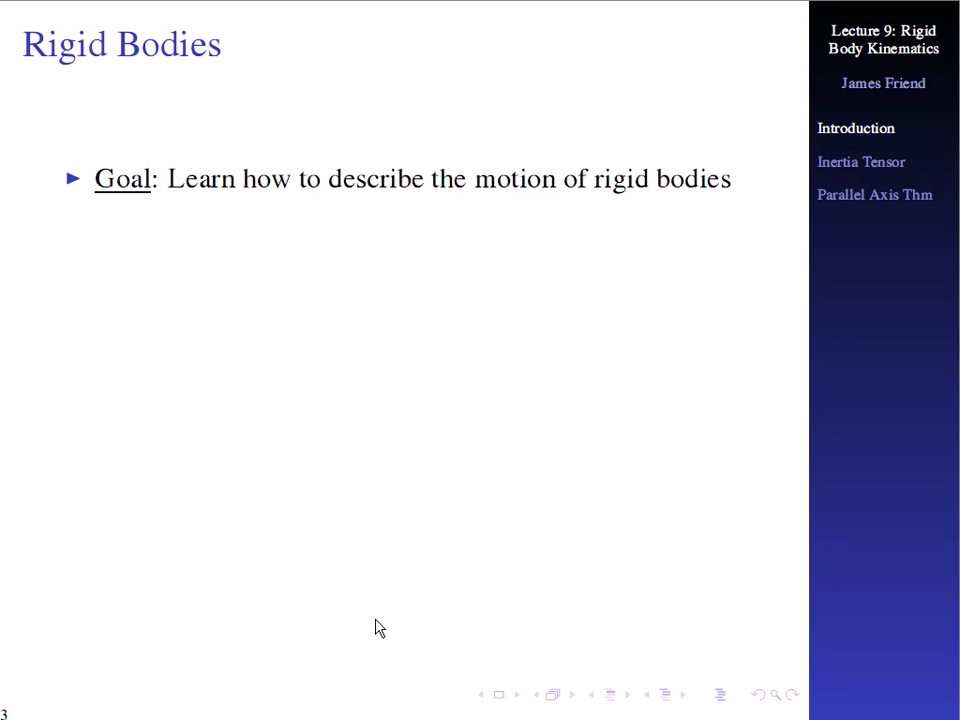 Rigid Bodies
Goal: Learn how to describe the motion of rigid bodies
Lecture 9: Rigid
Body Kinematics
James Friend
Introduction
Inertia Tensor
Parallel Axis Thm
3